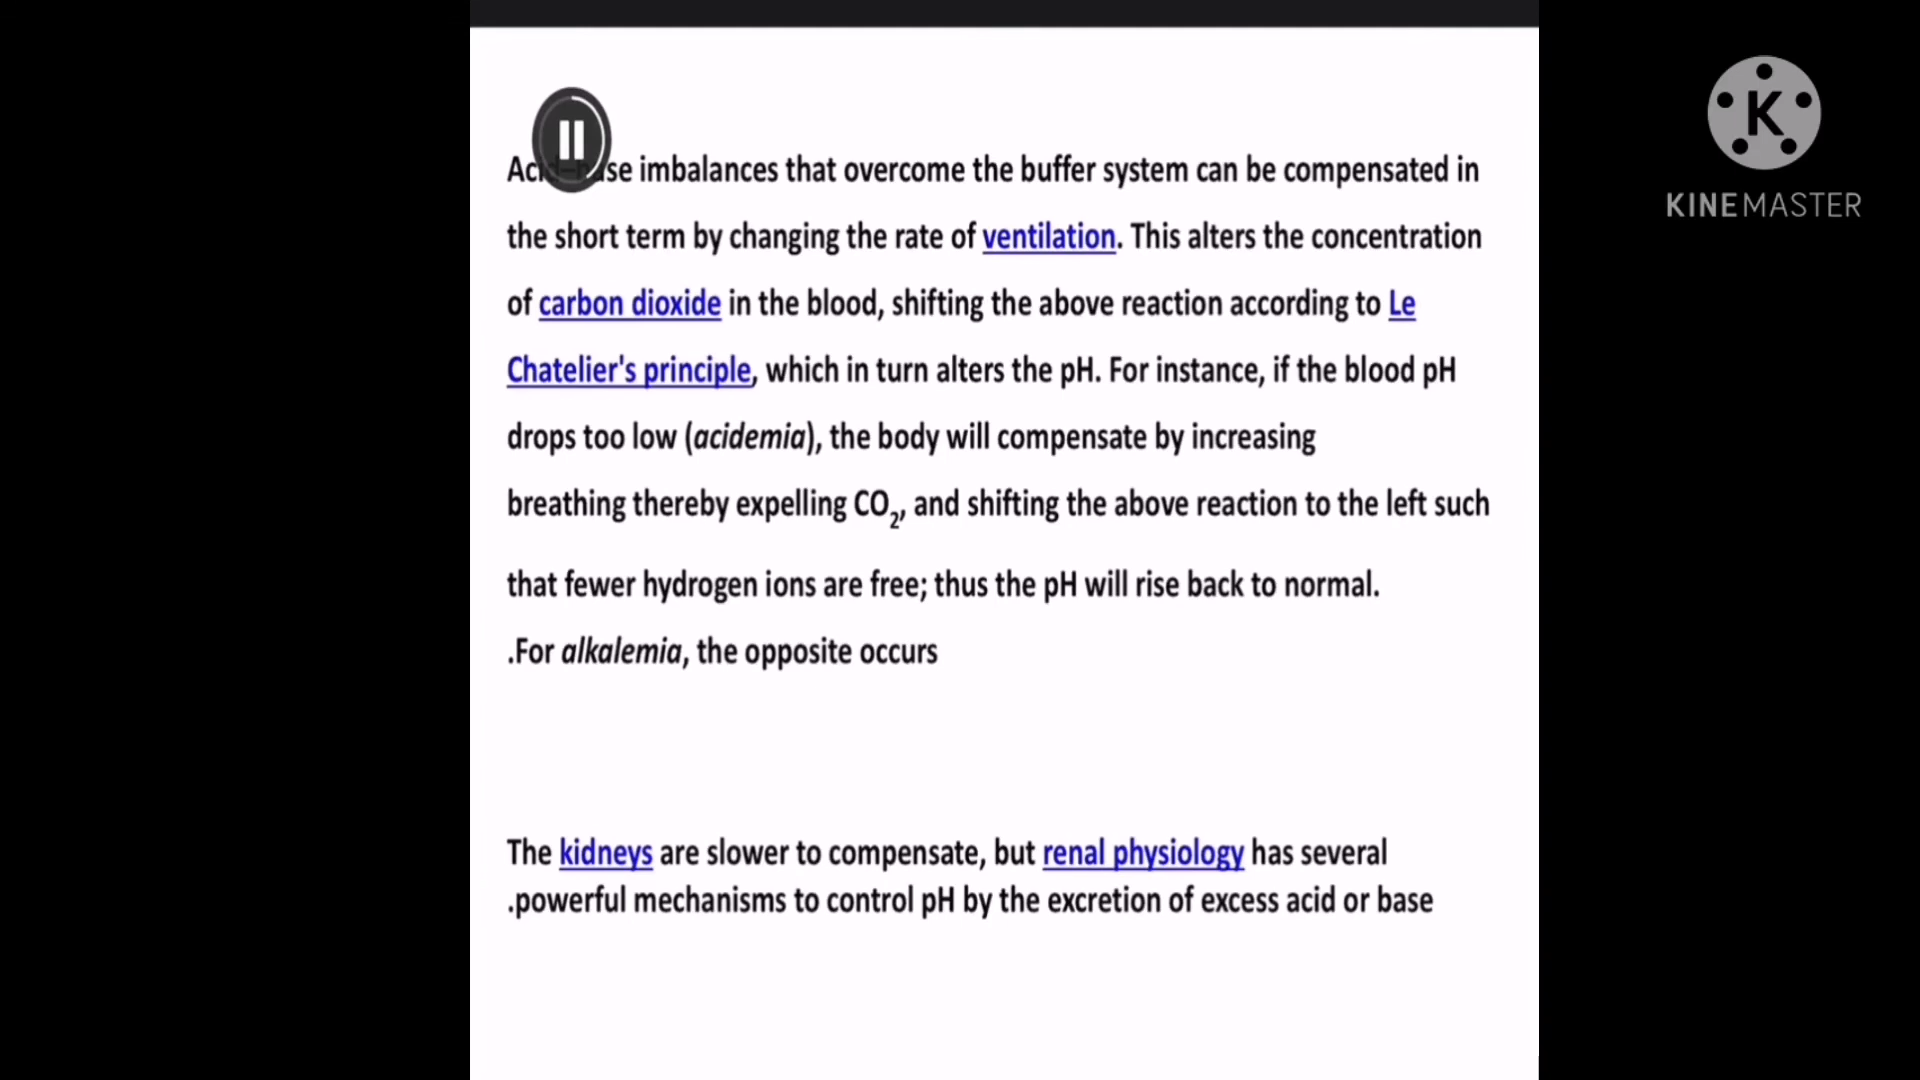 Acid–base imbalances that overcome the buffer system can be compensated in
the short term by changing the rate of ventilation. This alters the concentration
of carbon dioxide in the blood, shifting the above reaction according to Le
Chatelier's principle, which in turn alters the pH. For instance, if the blood pH
drops too low (acidemia), the body will compensate by increasing
breathing thereby expelling CO₂, and shifting the above reaction to the left such
that fewer hydrogen ions are free; thus the pH will rise back to normal.
.For alkalemia, the opposite occurs
The kidneys are slower to compensate, but renal physiology has several
.powerful mechanisms to control pH by the excretion of excess acid or base
K
KINEMASTER